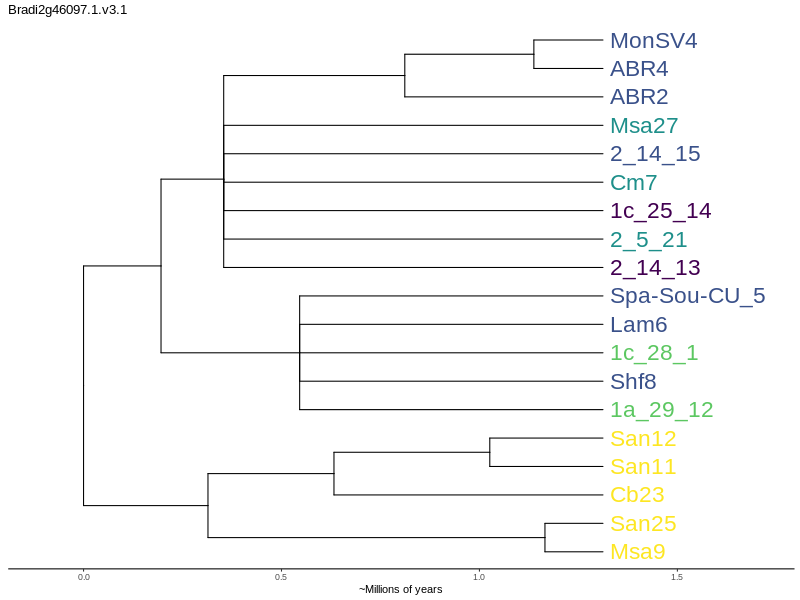 Bradi2g46097.1.v3.1
MonSV4
ABR4
ABR2
Msa27
2_14_15
Cm7
1c_25_14
2_5_21
2_14_13
Spa-Sou-CU_5
Lam6
1c_28_1
Shf8
1a_29_12
San12
San11
Cb23
San25
Msa9
0.0 0.5 1.0 1.5
~Millions of years